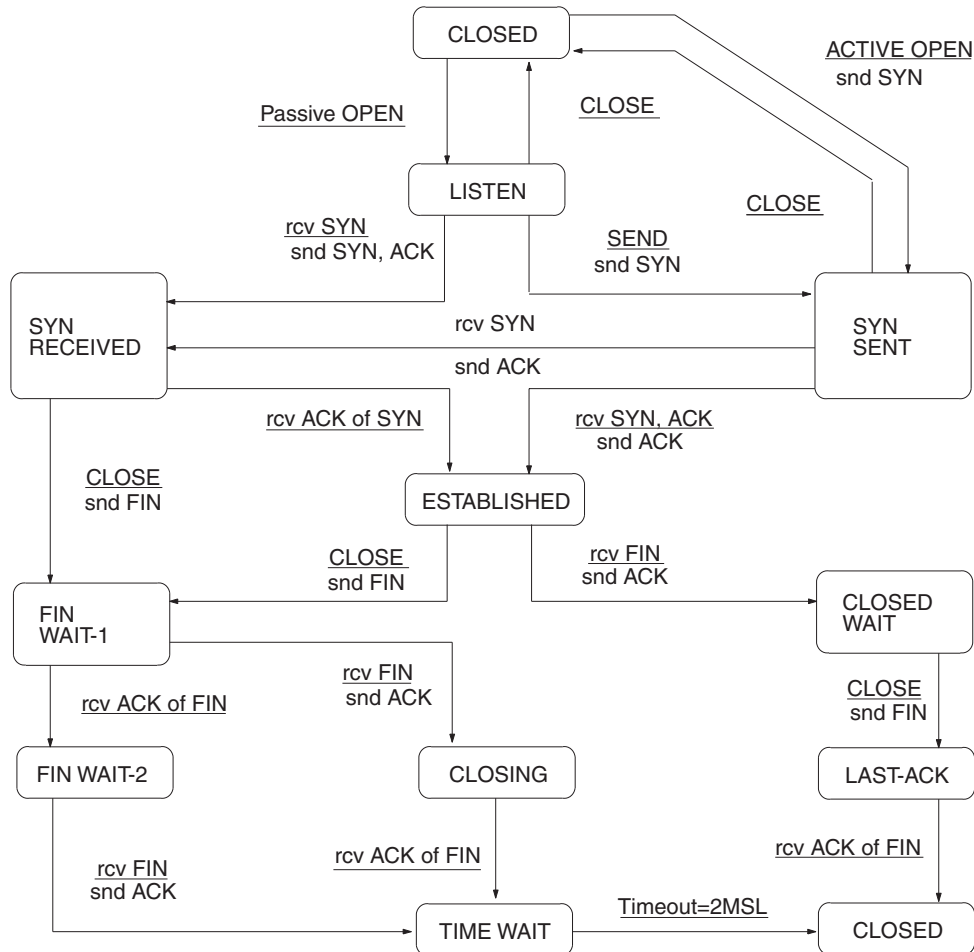 CLOSED
ACTIVE OPEN
snd SYN
Passive OPEN
CLOSE
LISTEN
CLOSE
rcv SYN
snd SYN, ACK
SEND
snd SYN
SYN
RECEIVED
rcv SYN
SYN
SENT
snd ACK
rcv ACK of SYN
rcv SYN, ACK
snd ACK
CLOSE
snd FIN
ESTABLISHED
CLOSE
snd FIN
rcv FIN
snd ACK
FIN
WAIT-1
CLOSED
WAIT
rcv FIN
snd ACK
rcv ACK of FIN
CLOSE
snd FIN
FIN WAIT-2
CLOSING
LAST-ACK
rcv FIN
snd ACK
rcv ACK of FIN
rcv ACK of FIN
TIME WAIT
Timeout=2MSL
CLOSED